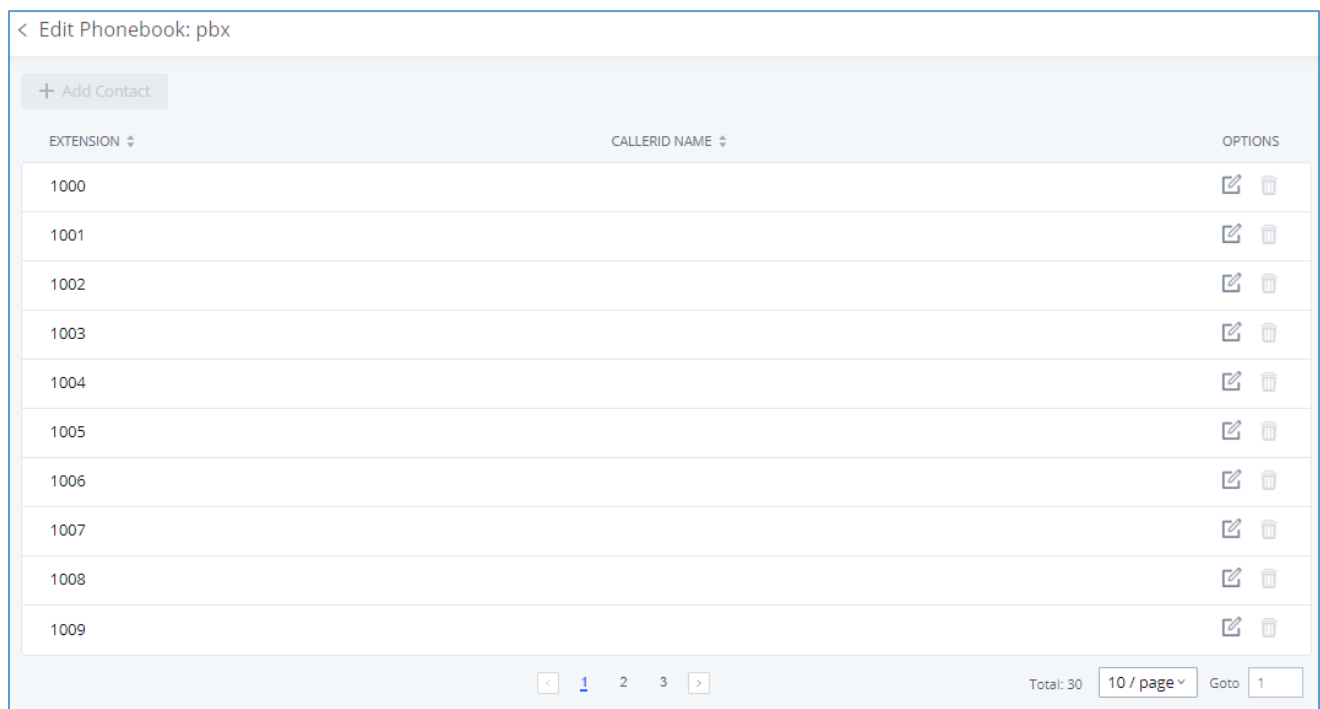 < Edit Phonebook: pbx
+ Add Contact
EXTENSION CALLERID NAME OPTIONS
1000
1001
1002
1003
1004
1005
1006
1007
1008
1009
< 1 2 3 > Total: 30 10 / page Goto 1